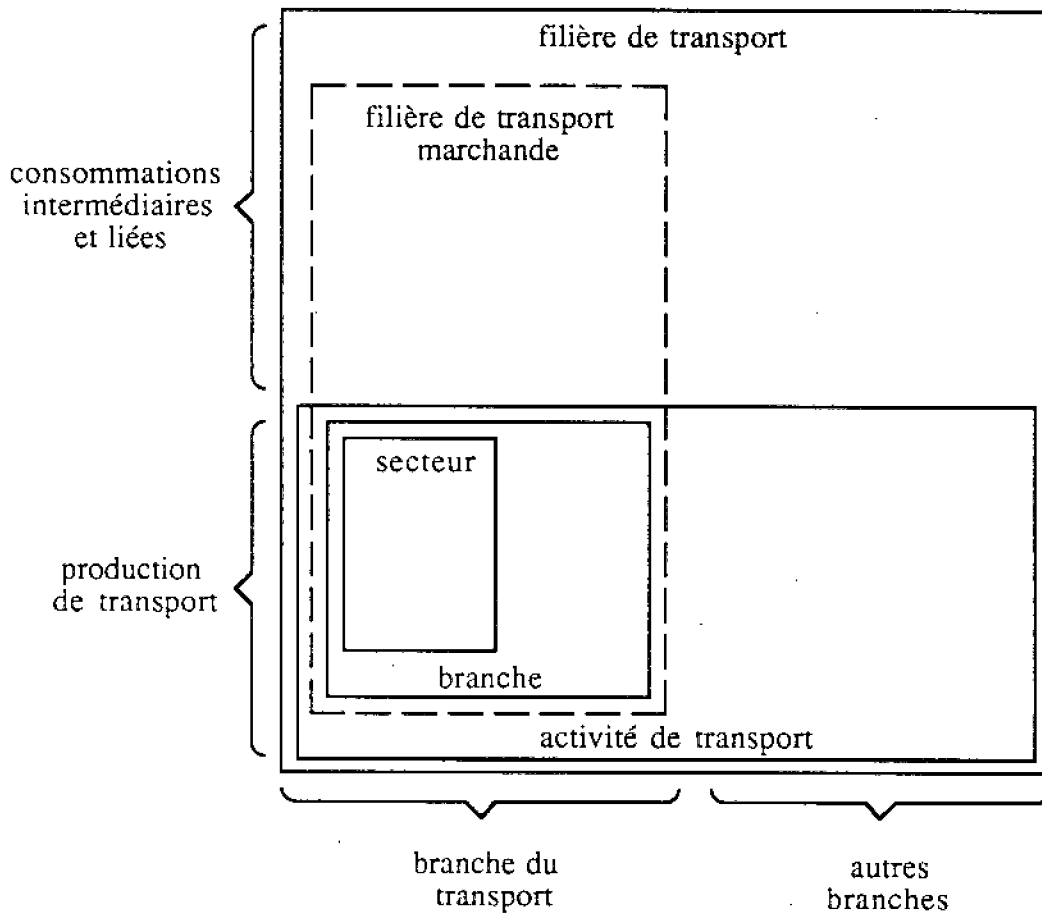 filière de transport
filière de transport
marchande
consommations
intermédiaires
et liées
secteur
production
de transport
branche
activité de transport
branche du
transport
autres
branches